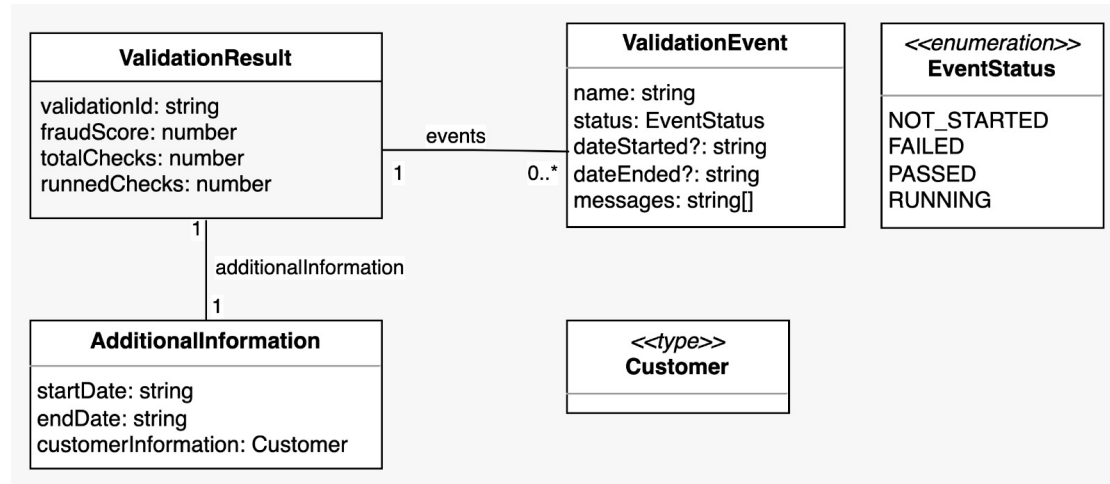 ValidationResult
validationId: string
fraudScore: number
totalChecks: number
runnedChecks: number
events
1
0..*
ValidationEvent
name: string
status: EventStatus
dateStarted?: string
dateEnded?: string
messages: string[]
<<enumeration>>
EventStatus
NOT_STARTED
FAILED
PASSED
RUNNING
1
additionalInformation
1
AdditionalInformation
startDate: string
endDate: string
customerInformation: Customer
<<type>>
Customer